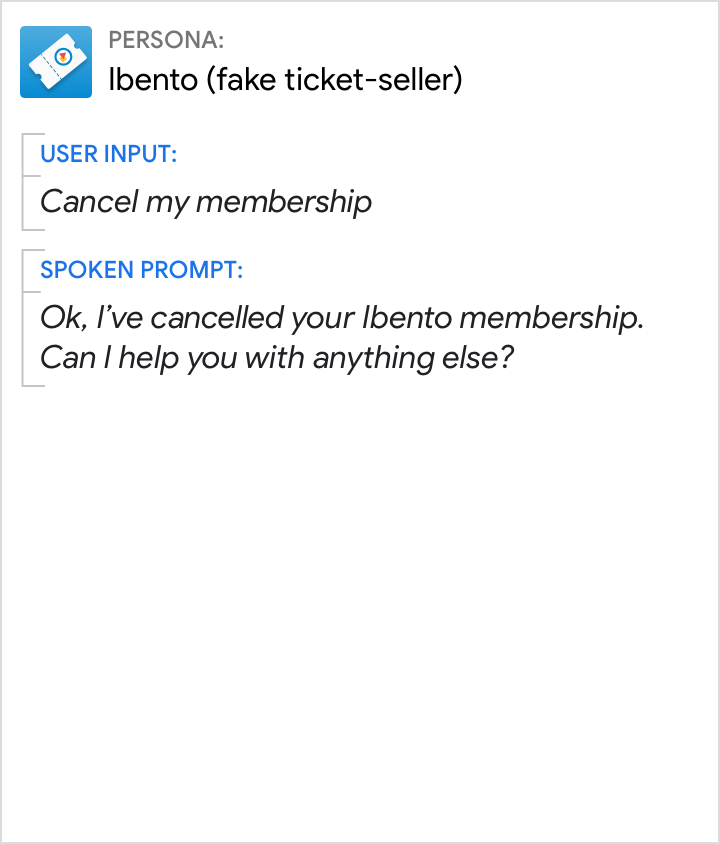 PERSONA:
Ibento (fake ticket-seller)
USER INPUT:
Cancel my membership
SPOKEN PROMPT:
Ok, I’ve cancelled your Ibento membership.
Can I help you with anything else?